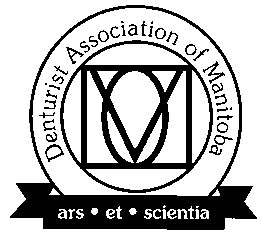 Denturist Association of Manitoba
ars • et • scientia